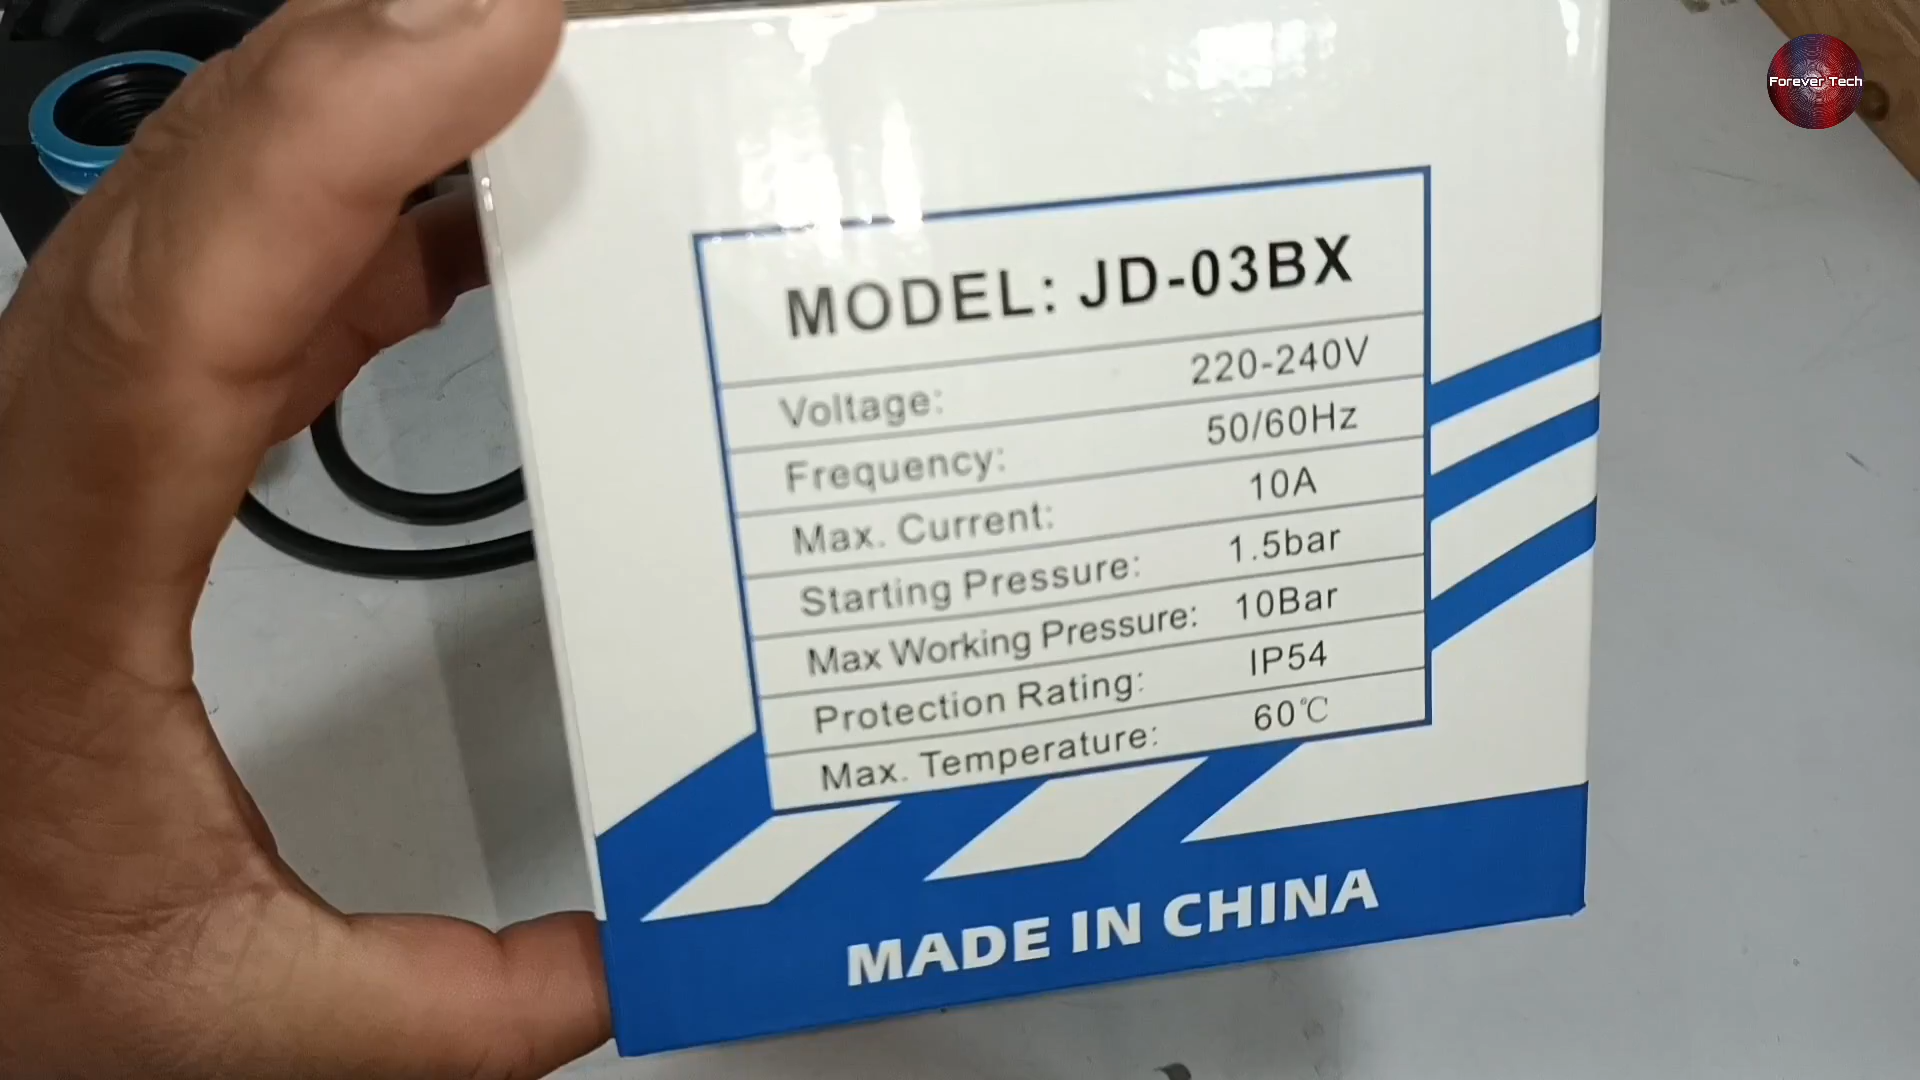 Forever Tech
MODEL: JD-03BX
Voltage: 220-240V
Frequency: 50/60Hz
Max. Current: 10A
Starting Pressure: 1.5bar
Max Working Pressure: 10Bar
Protection Rating: IP54
Max. Temperature: 60℃
MADE IN CHINA